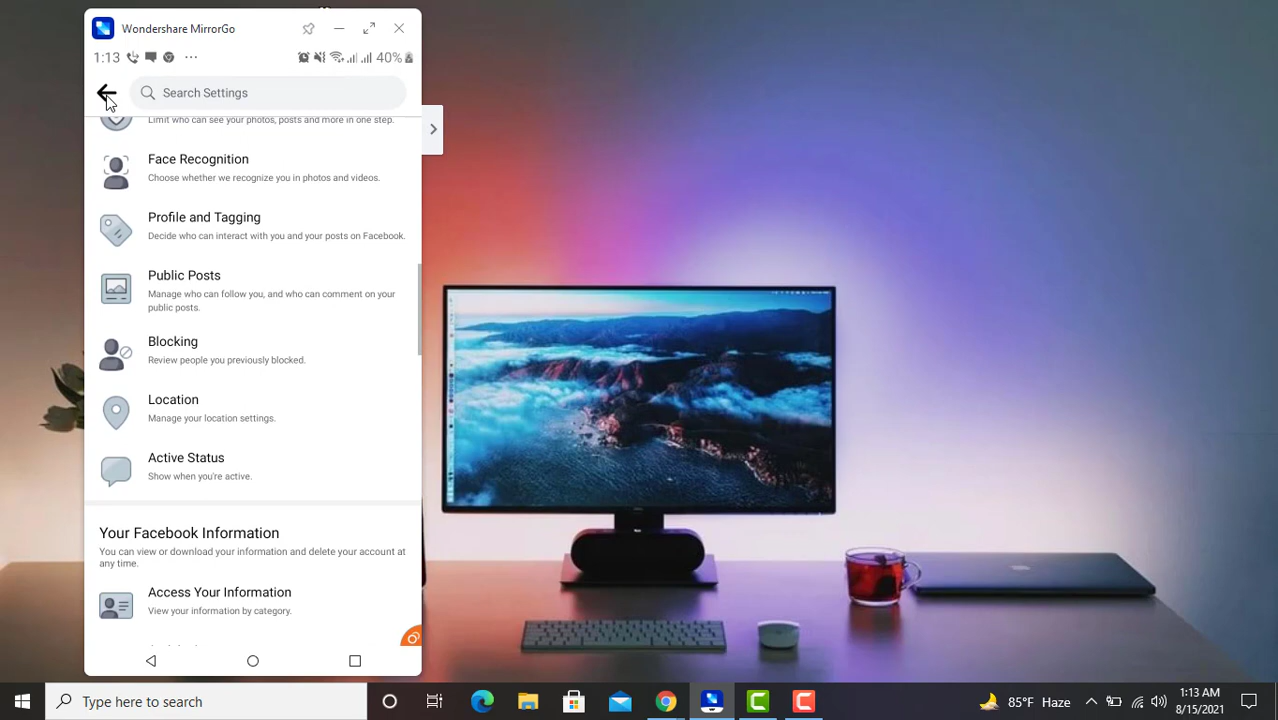 Wondershare MirrorGo
1:13 ... 40%
Search Settings
Limit who can see your photos, posts and more in one step.
Face Recognition
Choose whether we recognize you in photos and videos.
Profile and Tagging
Decide who can interact with you and your posts on Facebook.
Public Posts
Manage who can follow you, and who can comment on your
public posts.
Blocking
Review people you previously blocked.
Location
Manage your location settings.
Active Status
Show when you're active.
Your Facebook Information
You can view or download your information and delete your account at
any time.
Access Your Information
View your information by category.
Type here to search
85°F Haze
1:13 AM
8/15/2021